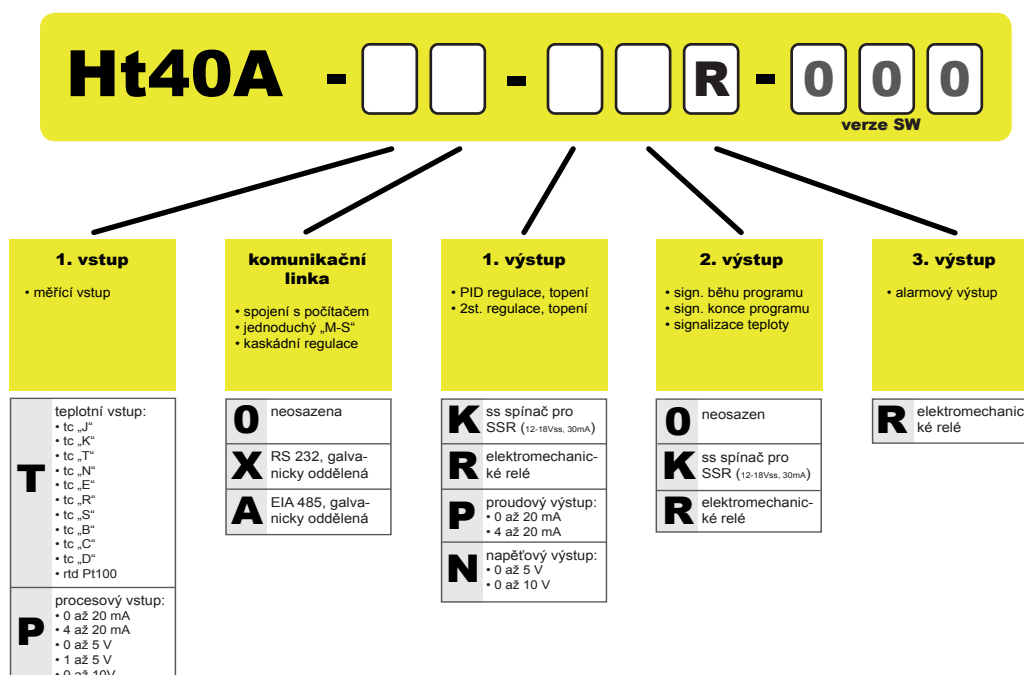 Ht40A - - R - 0 0 0
verze SW
1. vstup
• měřící vstup
komunikační
linka
• spojení s počítačem
• jednoduchý „M-S“
• kaskádní regulace
1. výstup
• PID regulace, topení
• 2st. regulace, topení
2. výstup
• sign. běhu programu
• sign. konce programu
• signalizace teploty
3. výstup
• alarmový výstup
T
teplotní vstup:
• tc „J“
• tc „K“
• tc „T“
• tc „N“
• tc „E“
• tc „R“
• tc „S“
• tc „B“
• tc „C“
• tc „D“
• rtd Pt100
P
procesový vstup:
• 0 až 20 mA
• 4 až 20 mA
• 0 až 5 V
• 1 až 5 V
• 0 až 10V
0
neosazena
X
RS 232, galva-
nicky oddělená
A
EIA 485, galva-
nicky oddělená
K
ss spínač pro
SSR (12-18Vss, 30mA)
R
elektromechanic-
ké relé
P
proudový výstup:
• 0 až 20 mA
• 4 až 20 mA
N
napěťový výstup:
• 0 až 5 V
• 0 až 10 V
0
neosazen
K
ss spínač pro
SSR (12-18Vss, 30mA)
R
elektromechanic-
ké relé
R
elektromechanic
ké relé